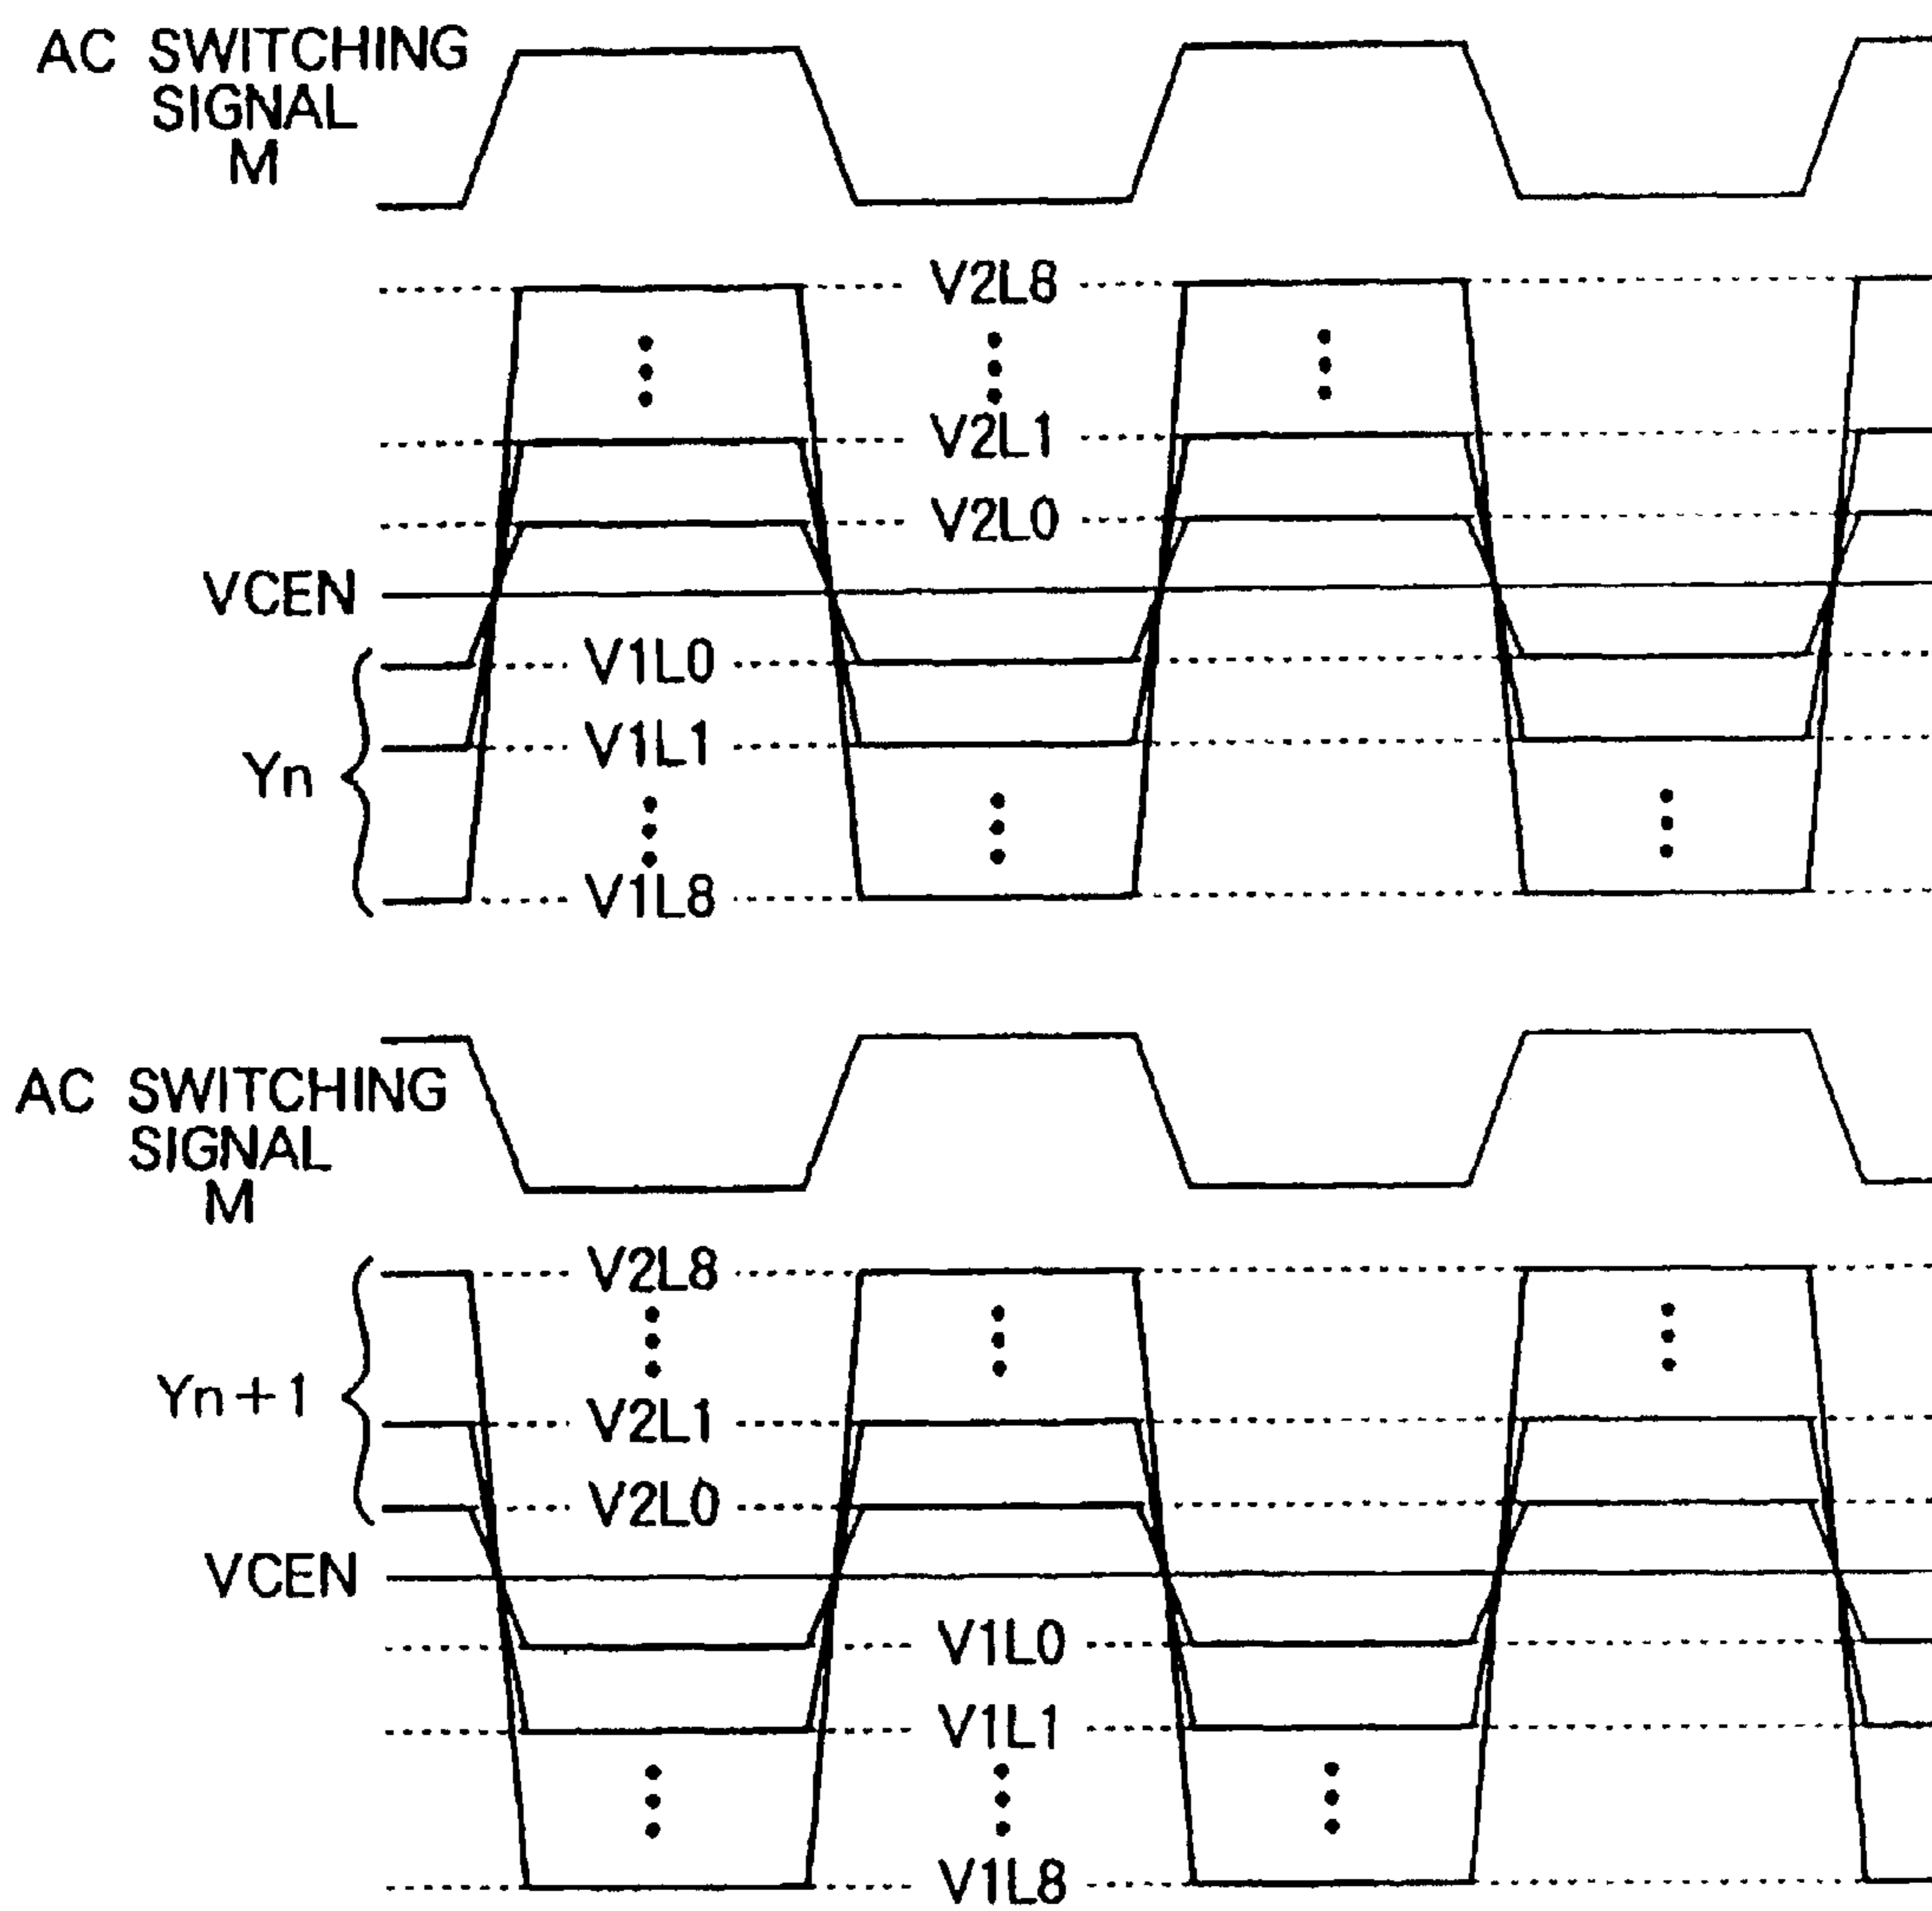 AC SWITCHING
SIGNAL
M
V2L8
V2L1
V2L0
VCEN
V1L0
Yn
V1L1
V1L8
AC SWITCHING
SIGNAL
M
V2L8
Yn+1
V2L1
V2L0
VCEN
V1L0
V1L1
V1L8